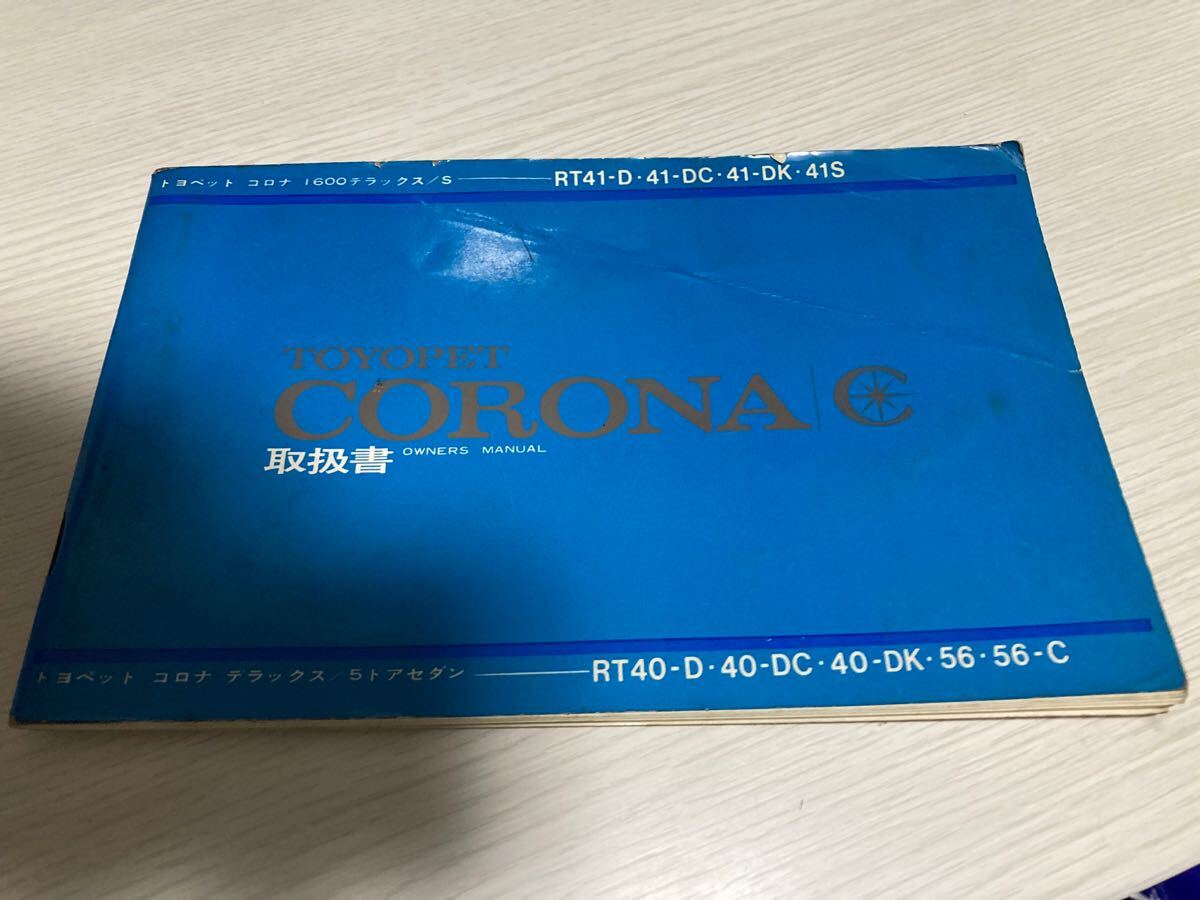 トヨペット コロナ 1600デラックス/S RT41-D・41-DC・41-DK・41S
TOYOPET
CORONA C
取扱書 OWNERS MANUAL
トヨペット コロナ デラックス/5ドアセダン RT40-D・40-DC・40-DK・56・56-C